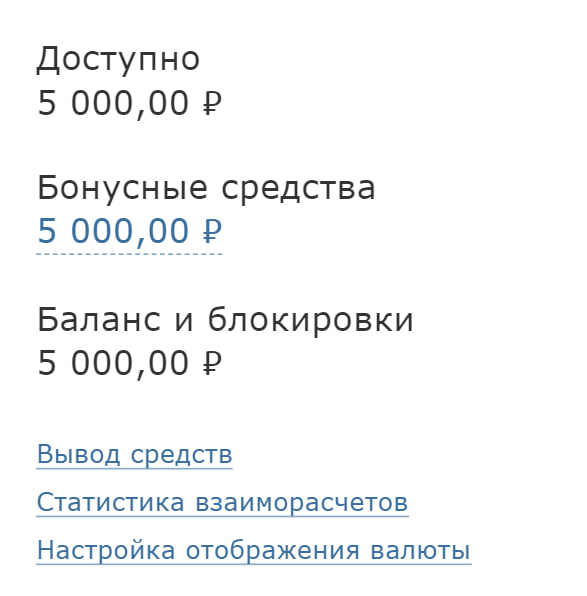 Доступно
5 000,00 ₽
Бонусные средства
5 000,00 ₽
Баланс и блокировки
5 000,00 ₽
Вывод средств
Статистика взаиморасчетов
Настройка отображения валюты